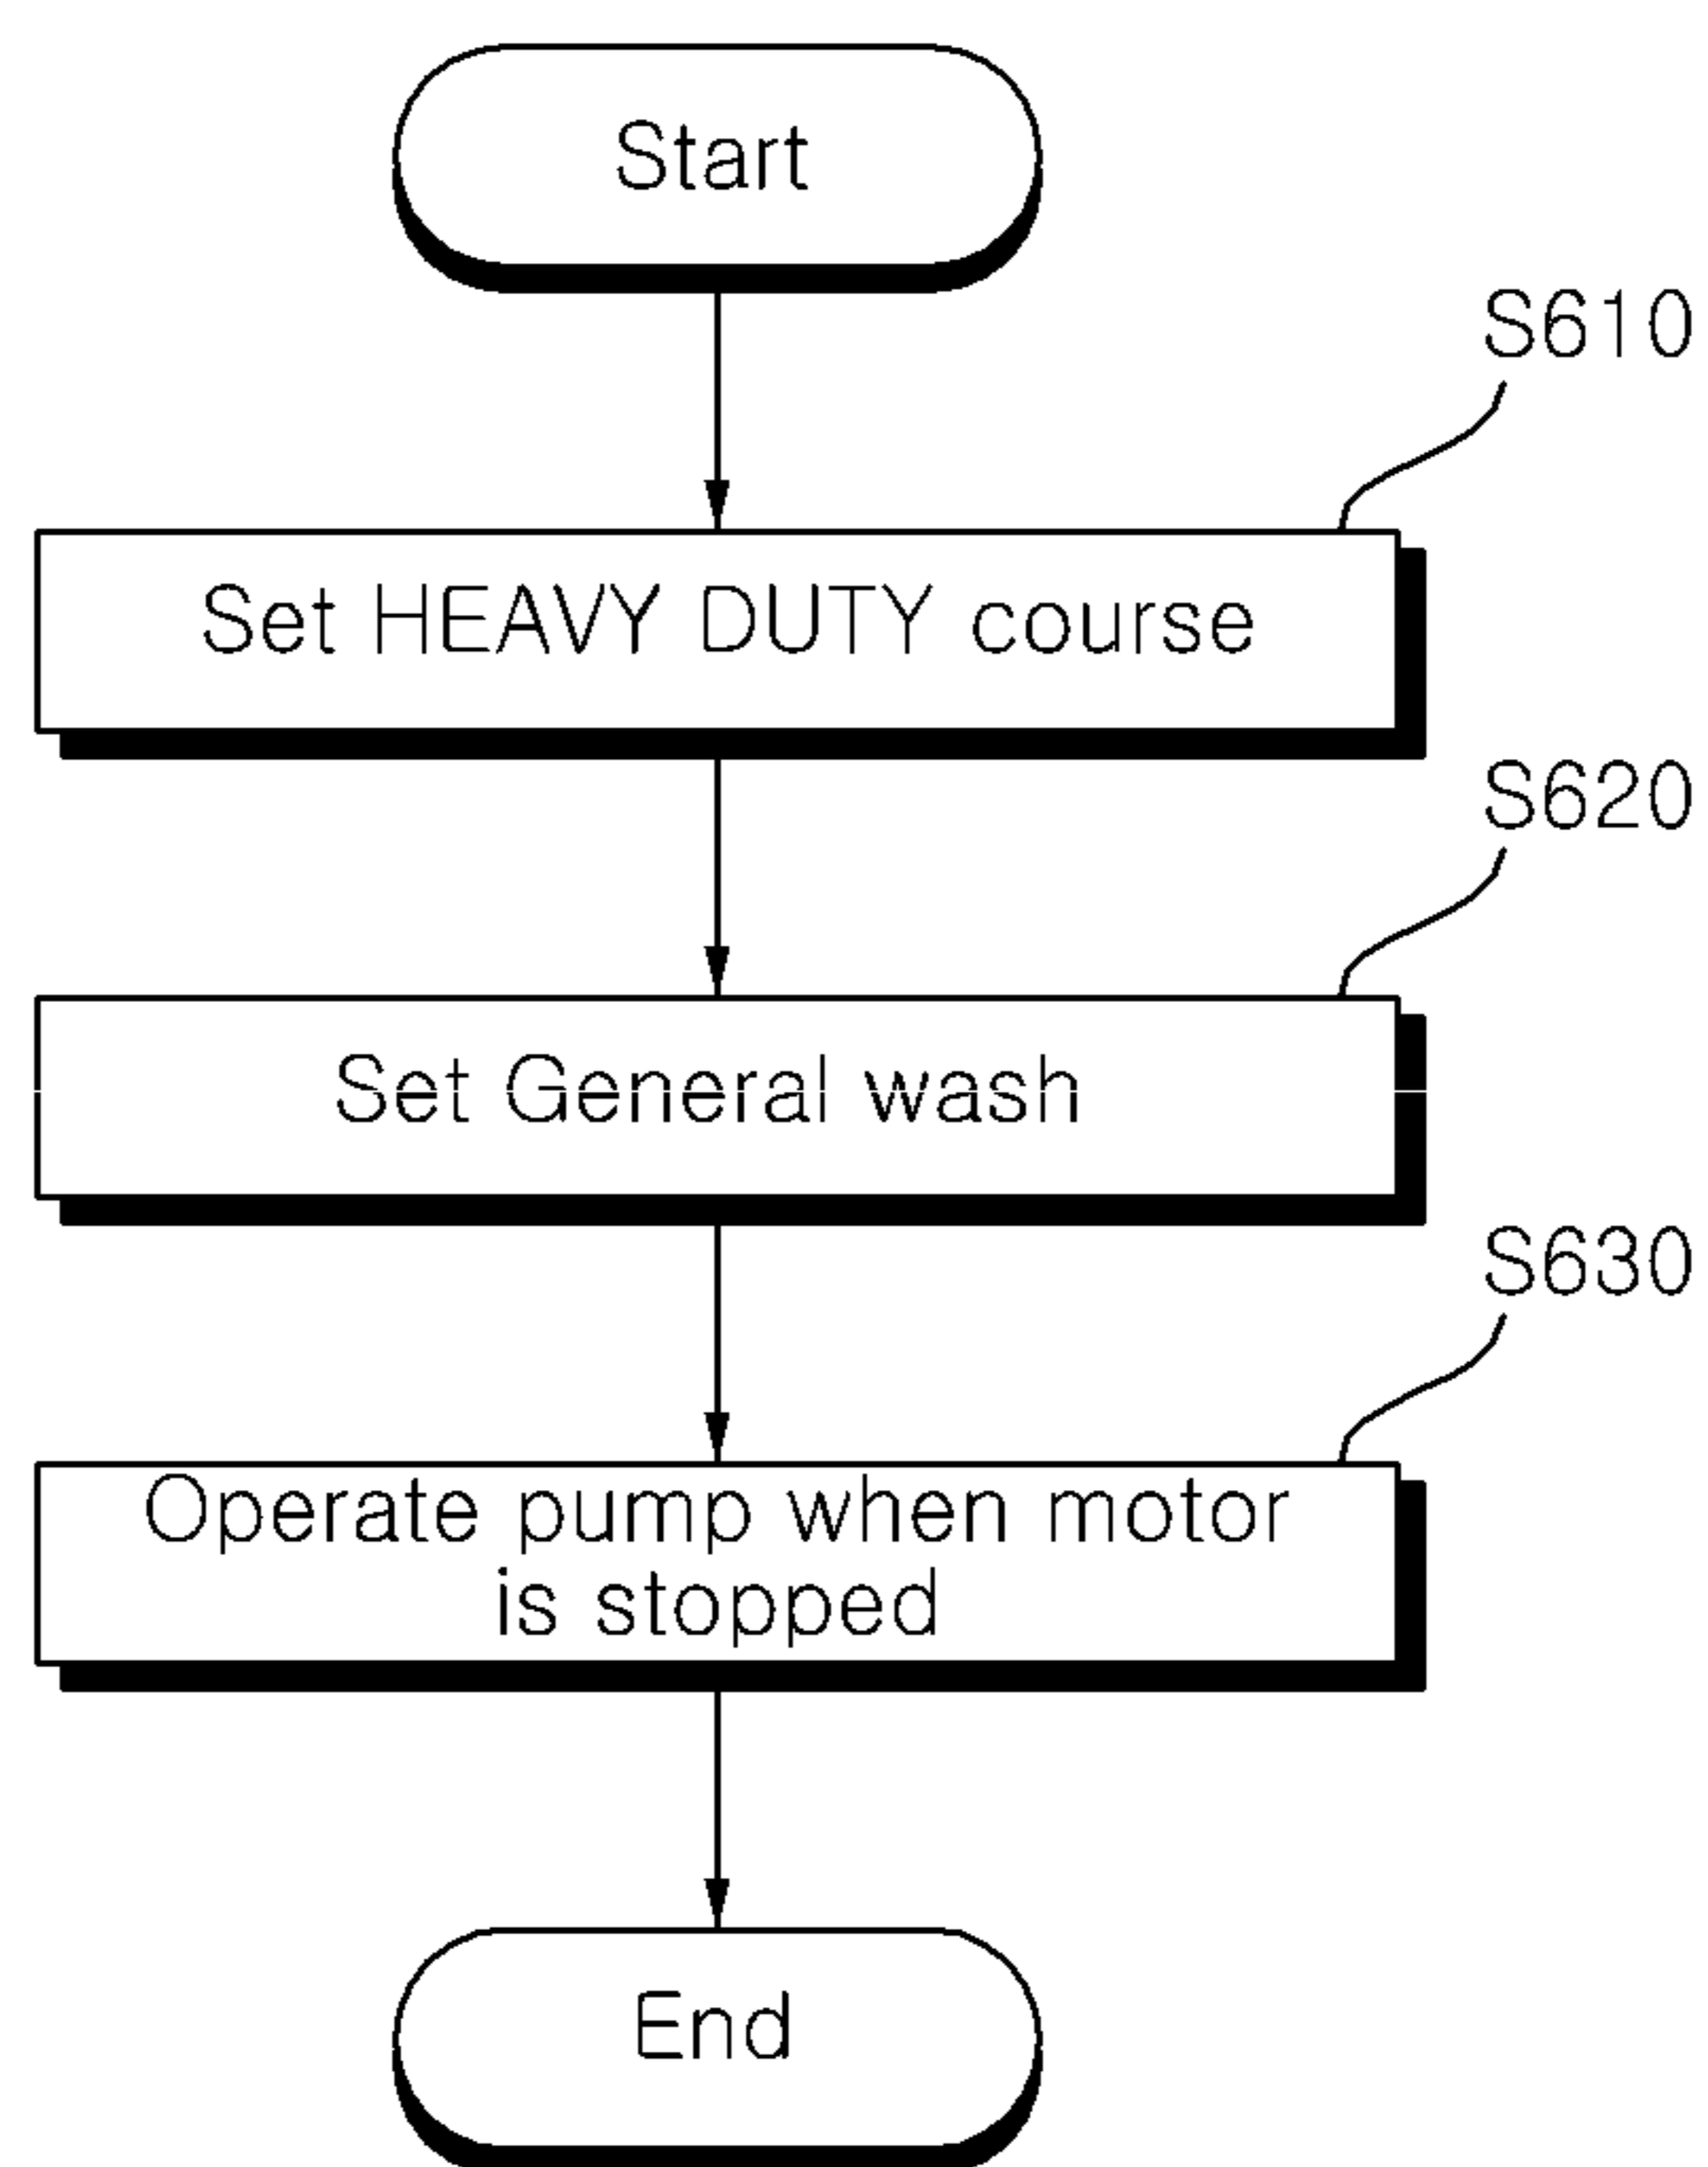 Start
S610
Set HEAVY DUTY course
S620
Set General wash
S630
Operate pump when motor
is stopped
End